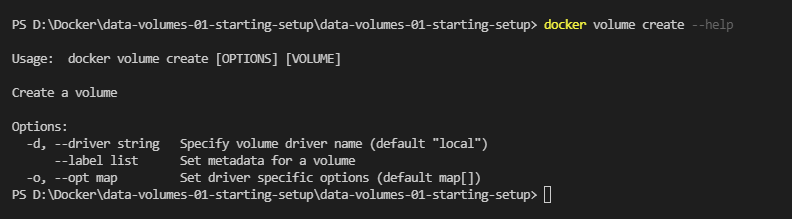 PS D:\Docker\data-volumes-01-starting-setup\data-volumes-01-starting-setup> docker volume create --help
Usage:  docker volume create [OPTIONS] [VOLUME]
Create a volume
Options:
  -d, --driver string   Specify volume driver name (default "local")
      --label list      Set metadata for a volume
  -o, --opt map         Set driver specific options (default map[])
PS D:\Docker\data-volumes-01-starting-setup\data-volumes-01-starting-setup>